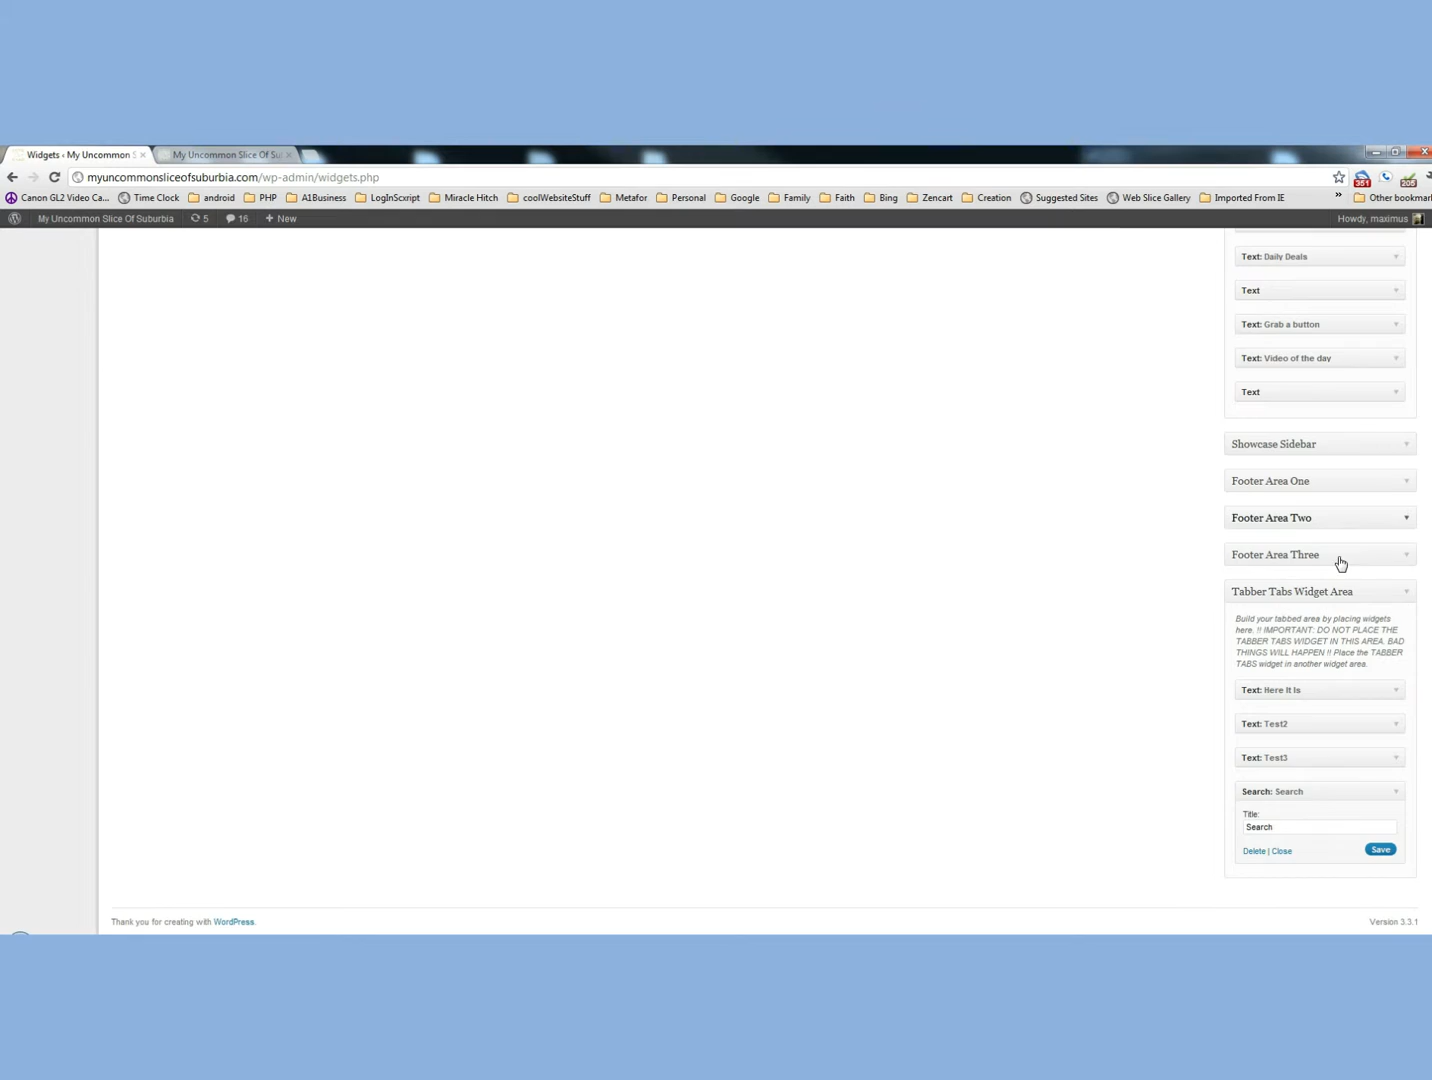 Widgets ‹ My Uncommon S
My Uncommon Slice Of Su
myuncommonsliceofsuburbia.com/wp-admin/widgets.php
351
205
Canon GL2 Video Ca...
Time Clock
android
PHP
A1Business
LogInScxript
Miracle Hitch
coolWebsiteStuff
Metafor
Personal
Google
Family
Faith
Bing
Zencart
Creation
Suggested Sites
Web Slice Gallery
Imported From IE
»
Other bookmar
My Uncommon Slice Of Suburbia
5
16
+ New
Howdy, maximus
Text: Daily Deals
Text
Text: Grab a button
Text: Video of the day
Text
Showcase Sidebar
Footer Area One
Footer Area Two
Footer Area Three
Tabber Tabs Widget Area
Build your tabbed area by placing widgets
here. !! IMPORTANT: DO NOT PLACE THE
TABBER TABS WIDGET IN THIS AREA. BAD
THINGS WILL HAPPEN !! Place the TABBER
TABS widget in another widget area.
Text: Here It Is
Text: Test2
Text: Test3
Search: Search
Title:
Search
Delete | Close
Save
Thank you for creating with WordPress.
Version 3.3.1